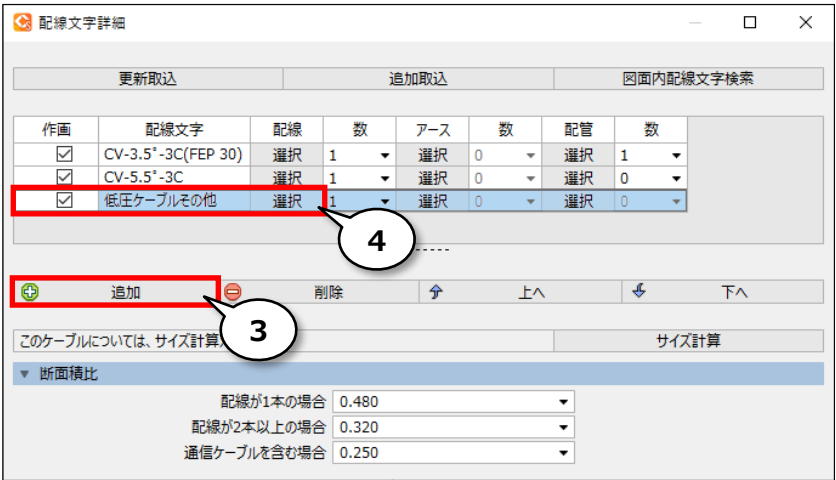 配線文字詳細
更新取込 追加取込 図面内配線文字検索
作画 配線文字 配線 数 アース 数 配管 数
CV-3.5ﾟ-3C(FEP 30) 選択 1 選択 0 選択 1
CV-5.5ﾟ-3C 選択 1 選択 0 選択 0
低圧ケーブルその他 選択 1 選択 0 選択 0
4
追加 削除 上へ 下へ
3
このケーブルについては、サイズ計算 サイズ計算
断面積比
配線が1本の場合 0.480
配線が2本以上の場合 0.320
通信ケーブルを含む場合 0.250